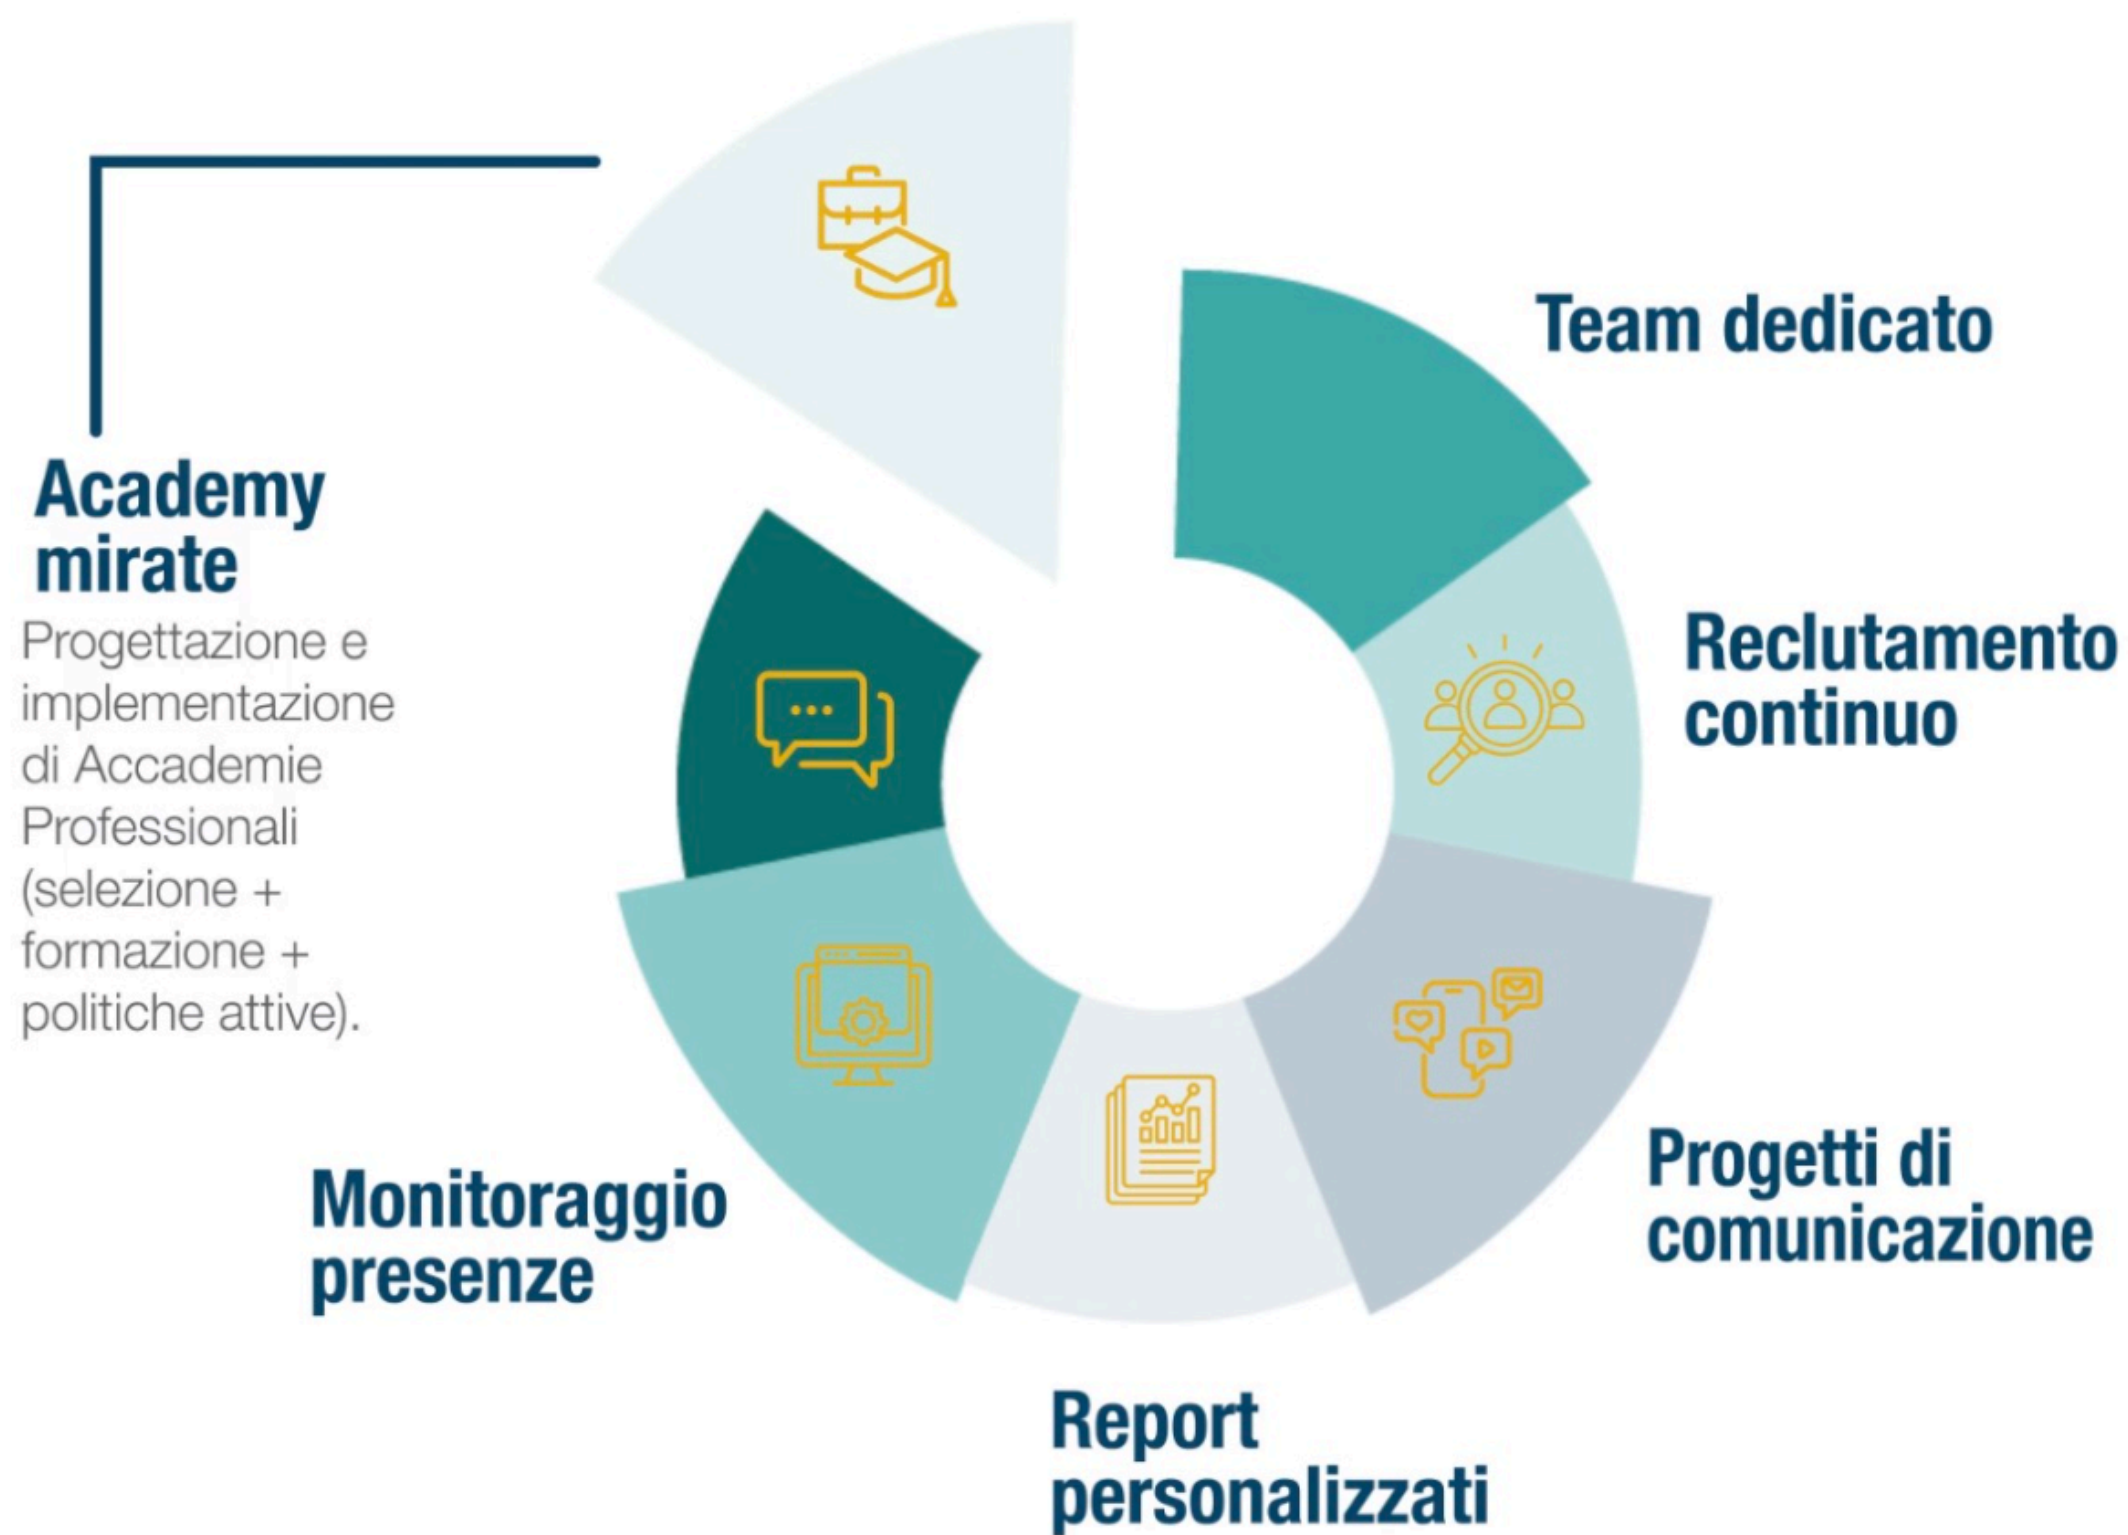 Team dedicato
Reclutamento
continuo
Progetti di
comunicazione
Report
personalizzati
Monitoraggio
presenze
Academy
mirate
Progettazione e
implementazione
di Accademie
Professionali
(selezione +
formazione +
politiche attive).